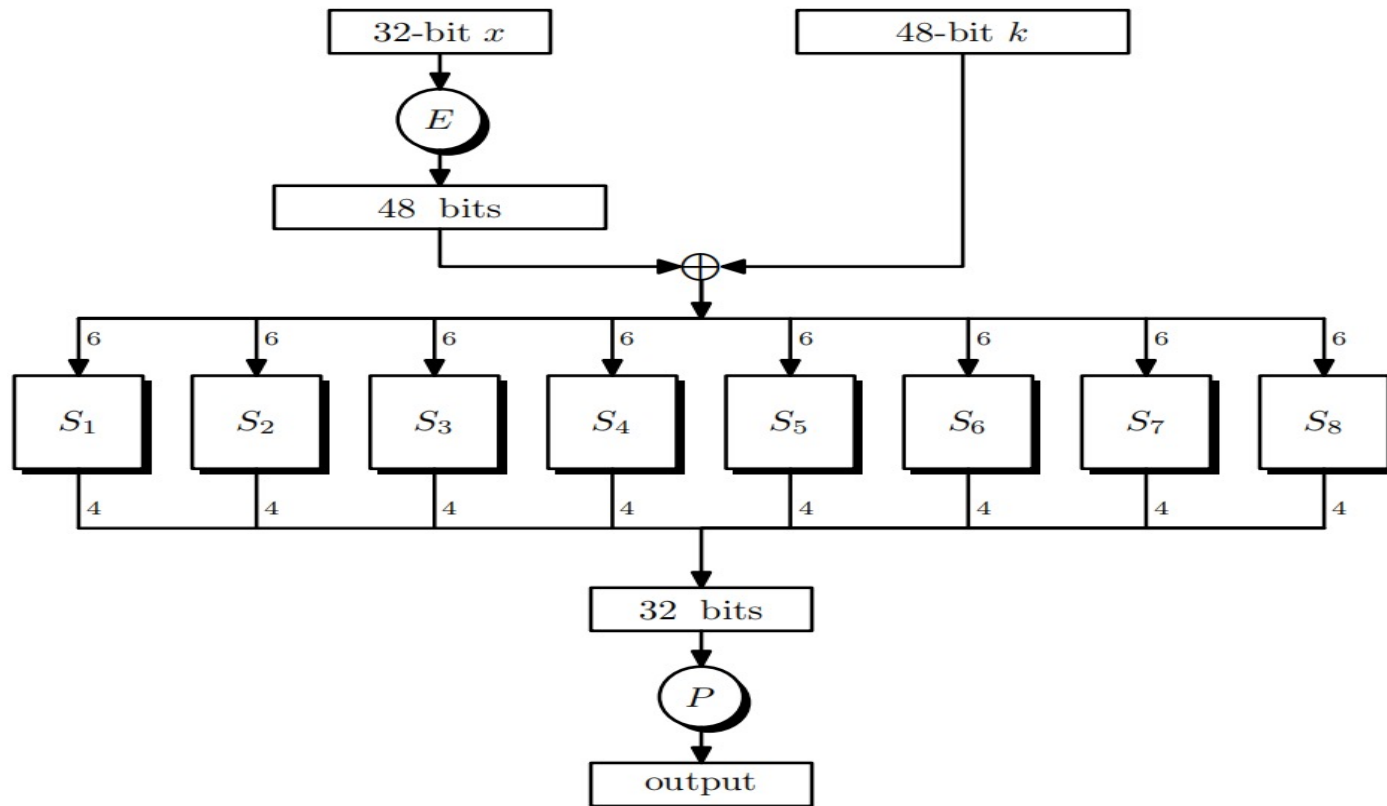 32-bit x
48-bit k
E
48 bits
6 6 6 6 6 6 6 6
S₁ S₂ S₃ S₄ S₅ S₆ S₇ S₈
4 4 4 4 4 4 4 4
32 bits
P
output